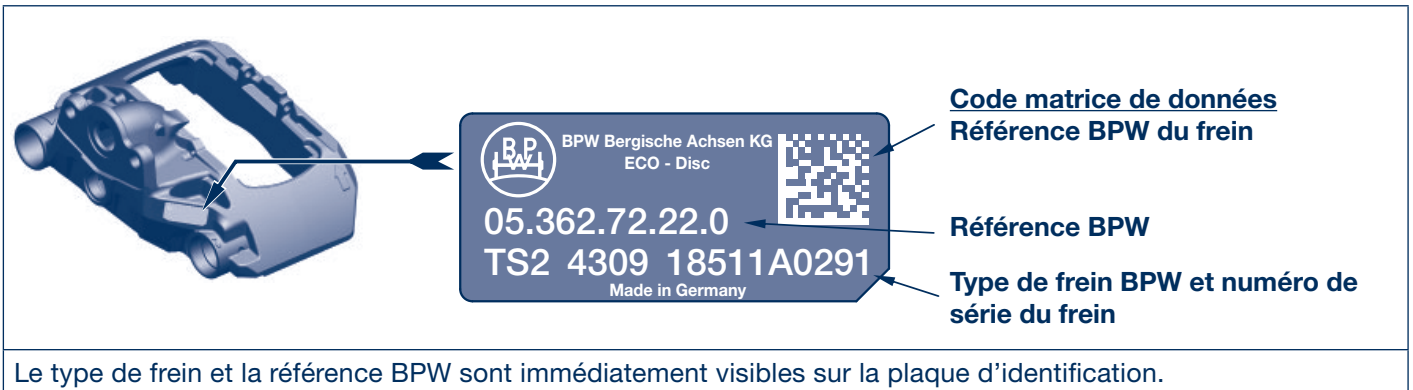 BPW
BPW Bergische Achsen KG
ECO - Disc
05.362.72.22.0
TS2 4309 18511A0291
Made in Germany
Code matrice de données
Référence BPW du frein
Référence BPW
Type de frein BPW et numéro de
série du frein
Le type de frein et la référence BPW sont immédiatement visibles sur la plaque d’identification.